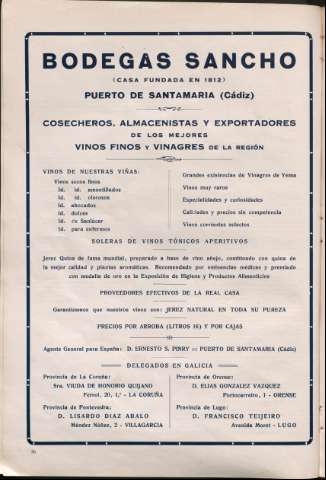 BODEGAS SANCHO
(CASA FUNDADA EN 1812)
PUERTO DE SANTAMARIA (Cádiz)
COSECHEROS, ALMACENISTAS Y EXPORTADORES
DE LOS MEJORES
VINOS FINOS Y VINAGRES DE LA REGIÓN
VINOS DE NUESTRAS VIÑAS:
Vinos secos finos
Id. id. amontillados
Id. id. olorosos
Id. abocados
Id. dulces
Id. de Sacristar
Id. para enfermos
Grandes existencias de Vinagres de Yema
Vinos muy raros
Especialidades y curiosidades
Calidades y precios sin competencia
Vinos corrientes selectos
SOLERAS DE VINOS TÓNICOS APERITIVOS
Jerez Quina de fama mundial, preparado a base de vino añejo, combinado con quina de
la mejor calidad y plantas aromáticas. Recomendado por eminencias médicas y premiado
con medalla de oro en la Exposición de Higiene y Productos Alimenticios
PROVEEDORES EFECTIVOS DE LA REAL CASA
Garantizamos que nuestros vinos son: JEREZ NATURAL EN TODA SU PUREZA
PRECIOS POR ARROBA (LITROS 16) Y POR CAJAS
Agente General para España: D. ERNESTO S. PIRRY en PUERTO DE SANTAMARIA (Cádiz)
DELEGADOS EN GALICIA
Provincia de La Coruña:
Sra. VIUDA DE HONORIO QUIJANO
Ferrol, 20, 1.° - LA CORUÑA
Provincia de Orense:
D. ELIAS GONZALEZ VAZQUEZ
Portocarreiro, 1 - ORENSE
Provincia de Pontevedra:
D. LISARDO DIAZ ABALO
Méndez Núñez, 2 - VILLAGARCIA
Provincia de Lugo:
D. FRANCISCO TEIJEIRO
Avenida Moret - LUGO